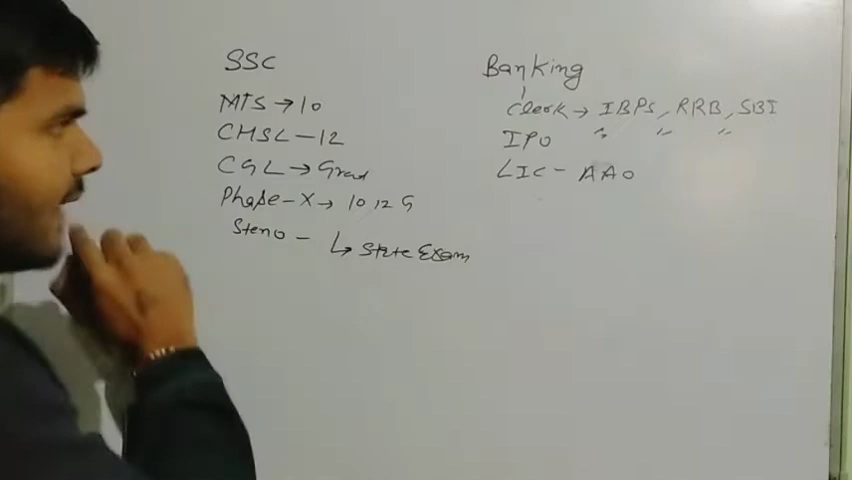 SSC
MTS → 10
CHSL - 12
CGL → Grad
Phase - X → 10 12 G
Steno -
↳ State Exam
Banking
Clerk → IBPS, RRB, SBI
IPO " " "
LIC - AAO